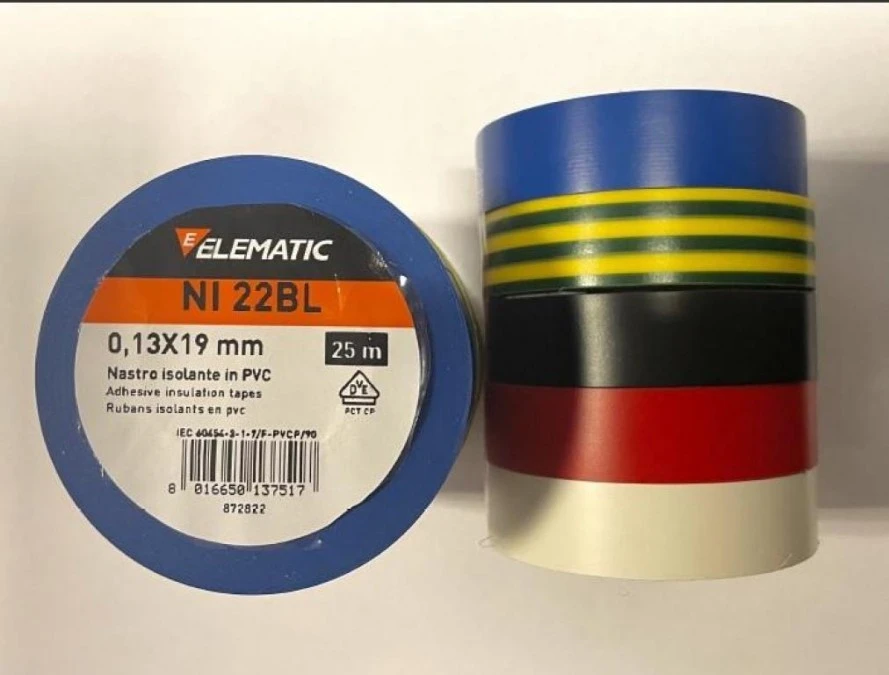 E ELEMATIC
NI 22BL
0,13X19 mm
25 m
Nastro isolante in PVC
Adhesive insulation tapes
Rubans isolants en pvc
DVE
PCT CP
IEC 60454-3-1-7/F-PVCP/90
8 016650 137517
872822